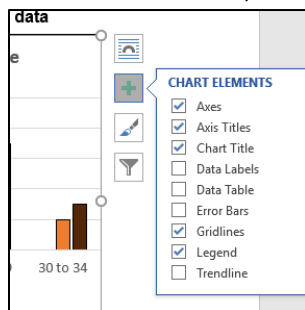 data
e
CHART ELEMENTS
Axes
Axis Titles
Chart Title
Data Labels
Data Table
Error Bars
Gridlines
Legend
Trendline
30 to 34